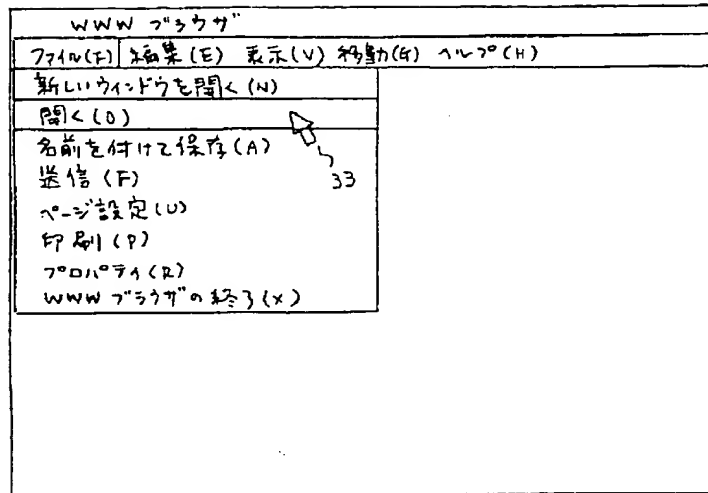 WWW ブラウザ
ファイル(F) 編集(E) 表示(V) 移動(G) ヘルプ(H)
新しいウィンドウを開く(N)
開く(O)
名前を付けて保存(A)
送信(F)
33
ページ設定(U)
印刷(P)
プロパティ(R)
WWW ブラウザの終了(X)